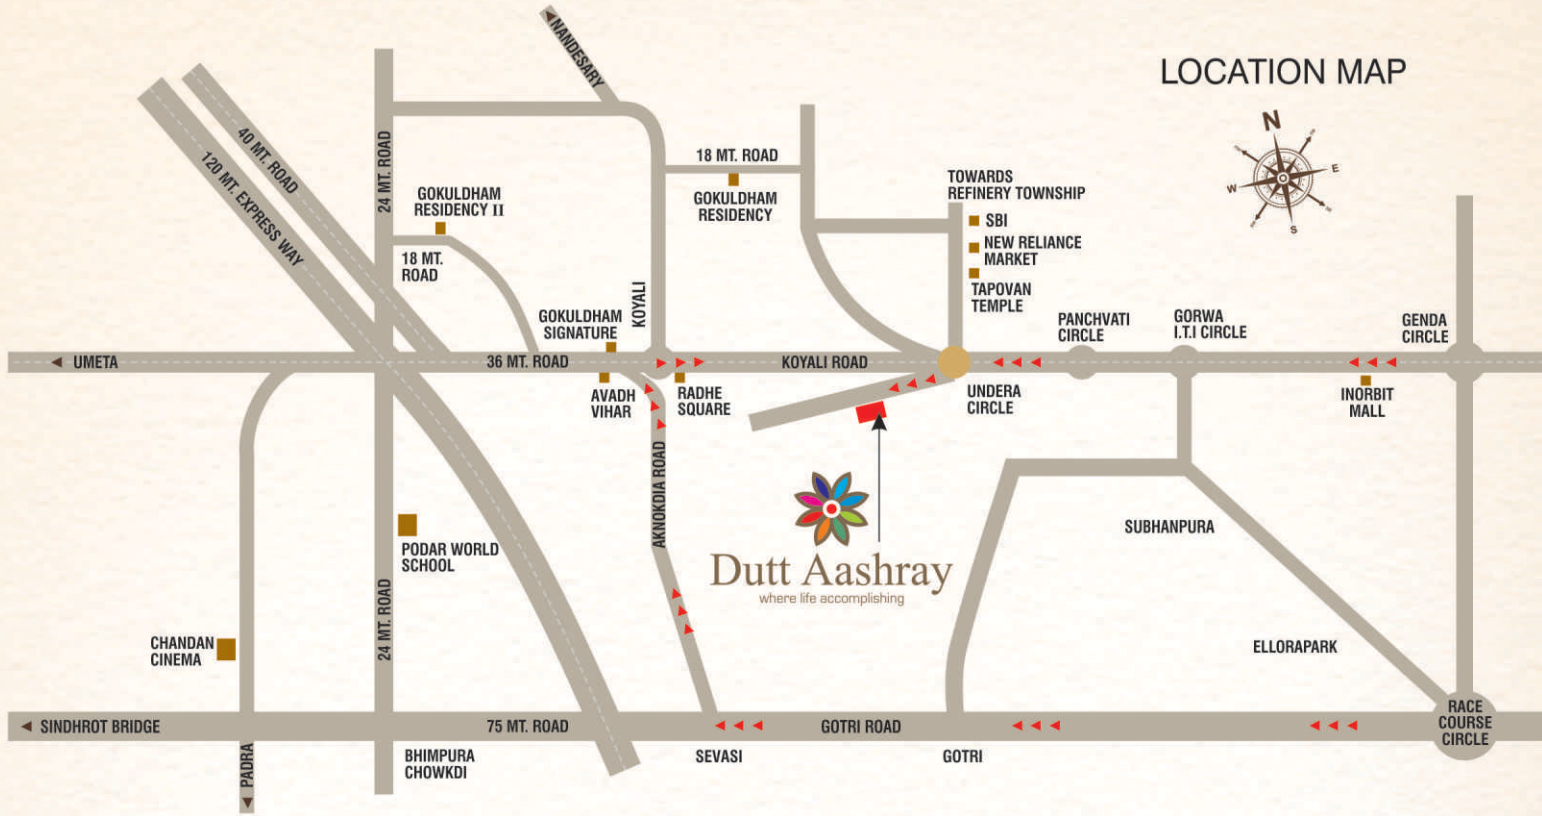 NANDESARY
LOCATION MAP
N
E
W
S
40 MT. ROAD
120 MT. EXPRESS WAY
24 MT. ROAD
18 MT. ROAD
GOKULDHAM
RESIDENCY
GOKULDHAM
RESIDENCY II
18 MT.
ROAD
TOWARDS
REFINERY TOWNSHIP
SBI
NEW RELIANCE
MARKET
TAPOVAN
TEMPLE
KOYALI
GOKULDHAM
SIGNATURE
PANCHVATI
CIRCLE
GORWA
I.T.I CIRCLE
GENDA
CIRCLE
UMETA
36 MT. ROAD
KOYALI ROAD
AVADH
VIHAR
RADHE
SQUARE
UNDERA
CIRCLE
INORBIT
MALL
AKNOKDIA ROAD
PODAR WORLD
SCHOOL
SUBHANPURA
Dutt Aashray
where life accomplishing
24 MT. ROAD
CHANDAN
CINEMA
ELLORAPARK
SINDHROT BRIDGE
75 MT. ROAD
GOTRI ROAD
RACE
COURSE
CIRCLE
PADRA
BHIMPURA
CHOWKDI
SEVASI
GOTRI